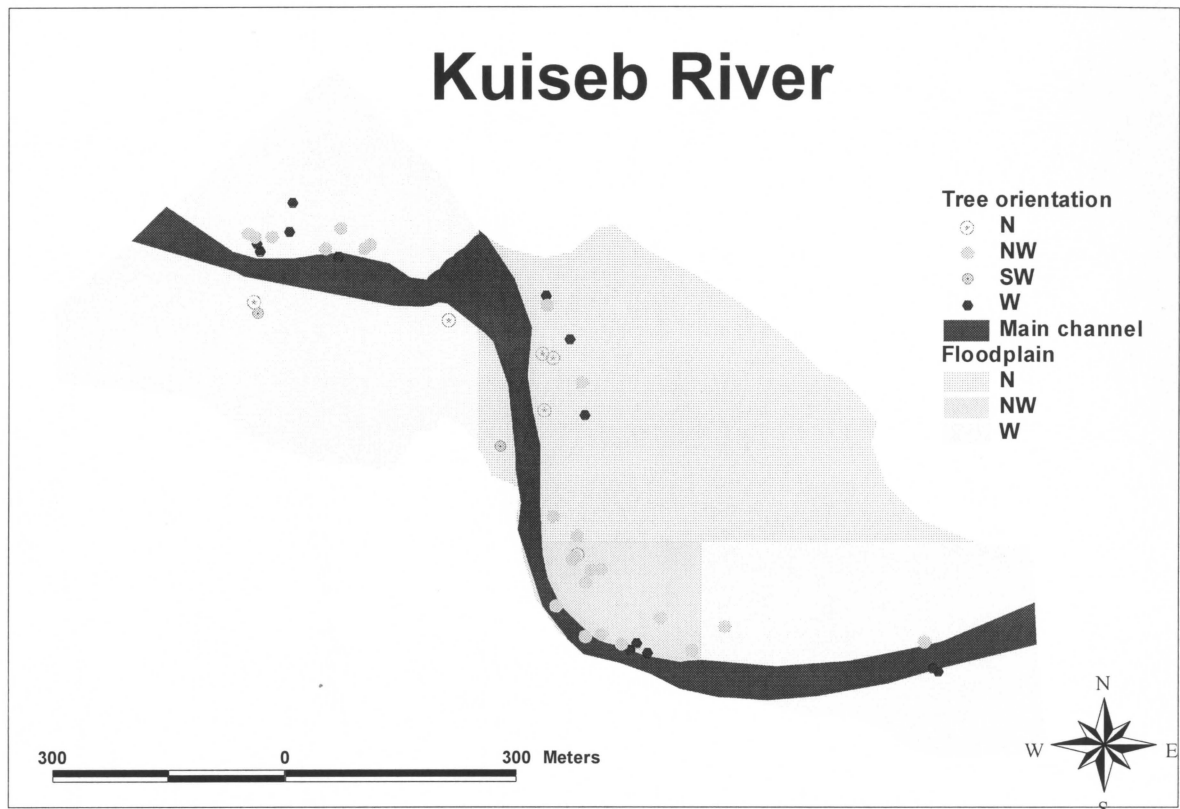 Kuiseb River
Tree orientation
N
NW
SW
W
Main channel
Floodplain
N
NW
W
300 0 300 Meters
N
W E
S